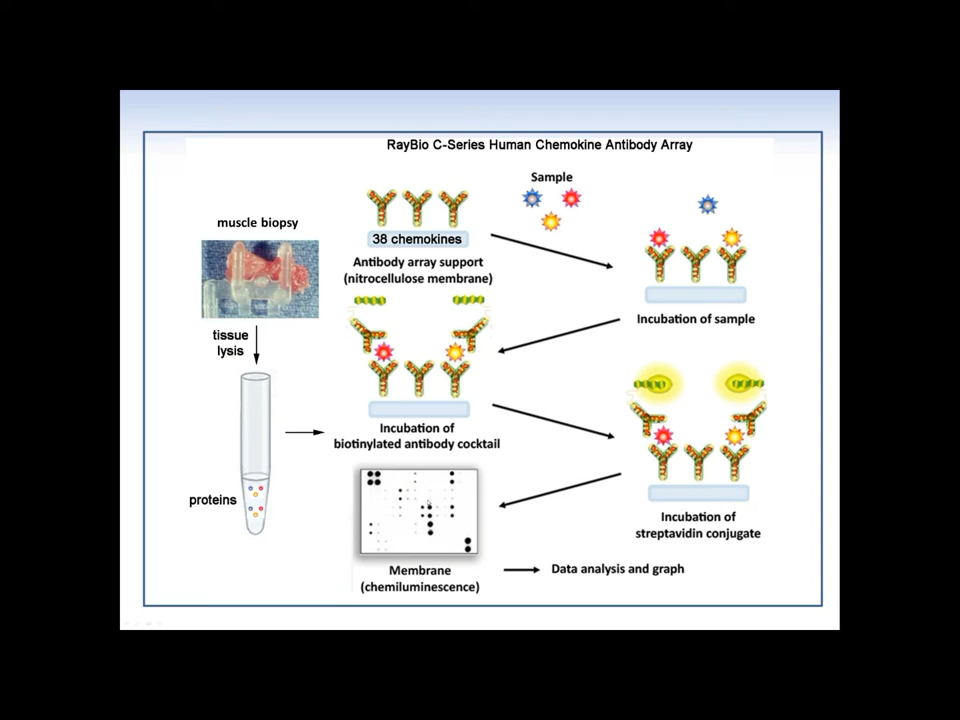 RayBio C-Series Human Chemokine Antibody Array
Sample
muscle biopsy
38 chemokines
Antibody array support
(nitrocellulose membrane)
Incubation of sample
tissue
lysis
Incubation of
biotinylated antibody cocktail
proteins
Incubation of
streptavidin conjugate
Membrane
(chemiluminescence)
Data analysis and graph